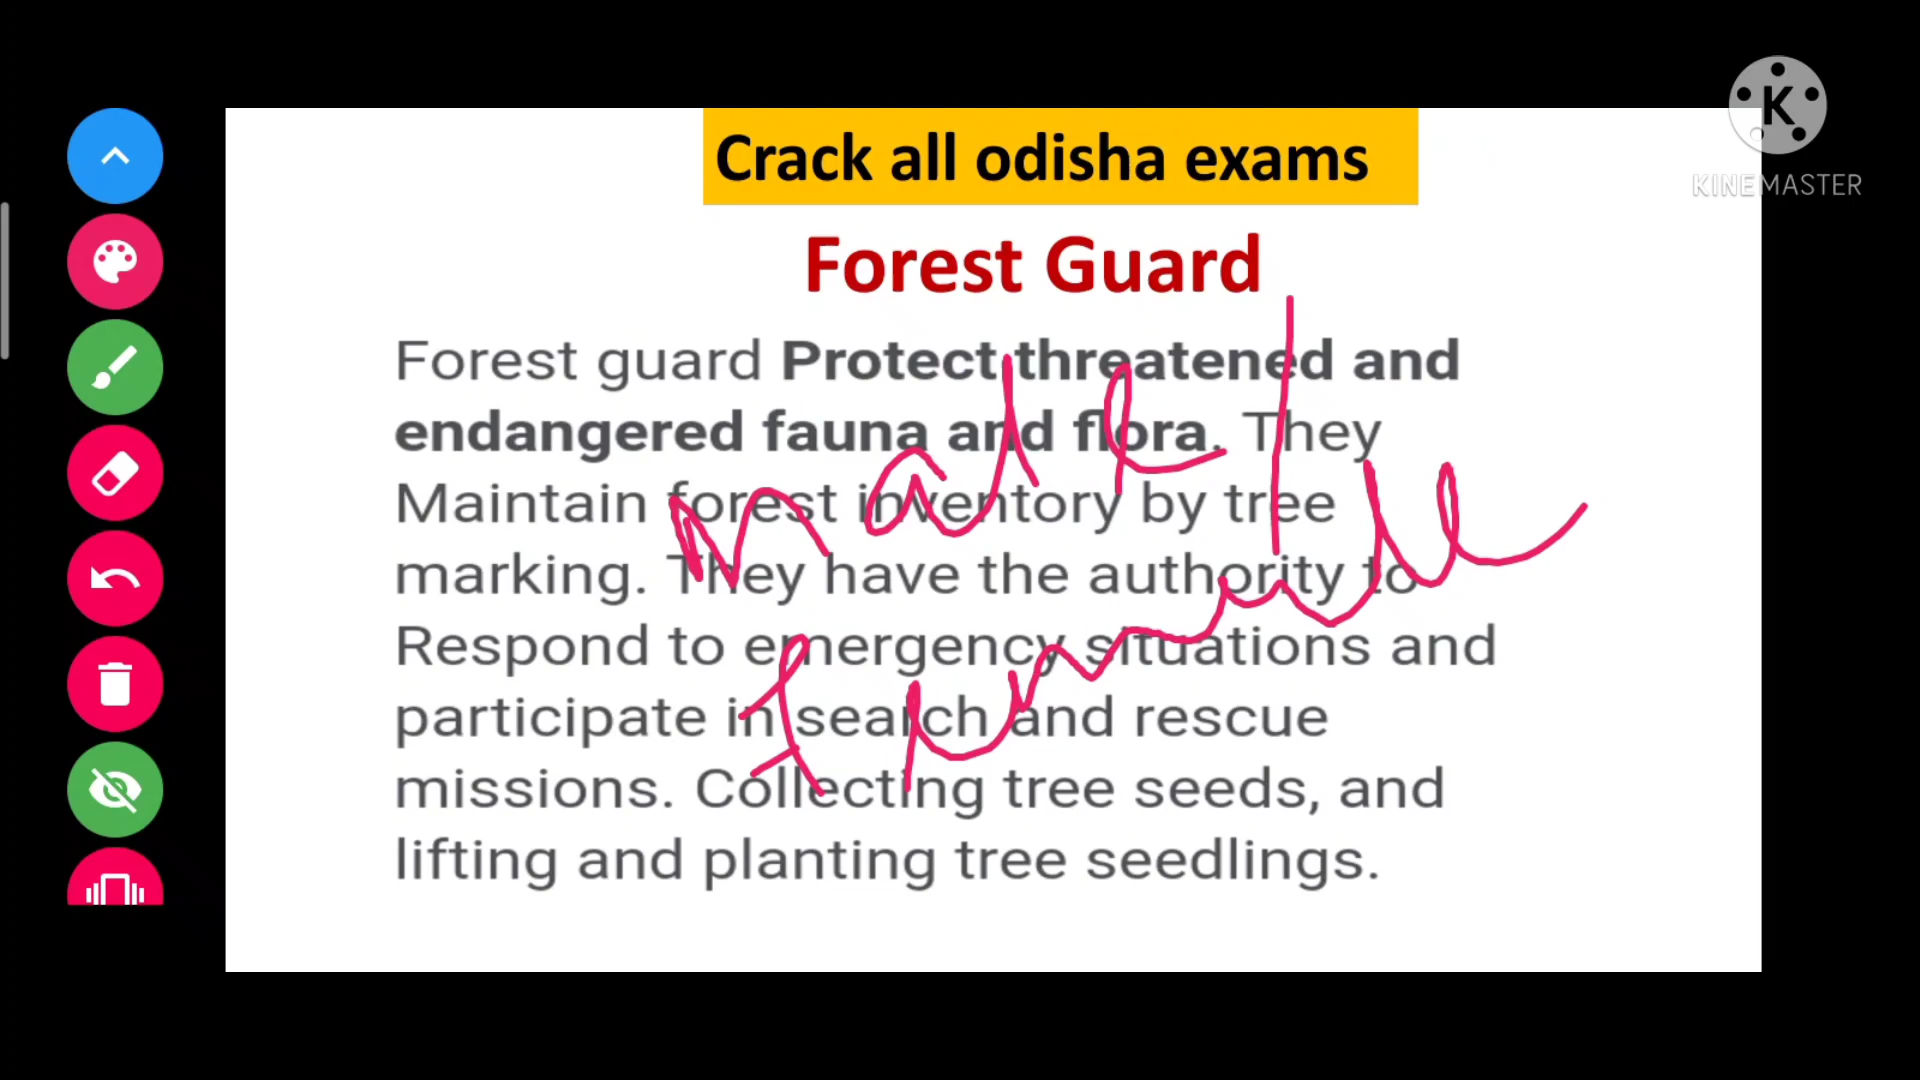 Crack all odisha exams
K
KINEMASTER
Forest Guard
Forest guard Protect threatened and
endangered fauna and flora. They
Maintain forest inventory by tree
marking. They have the authority to
Respond to emergency situations and
participate in search and rescue
missions. Collecting tree seeds, and
lifting and planting tree seedlings.
male /
female